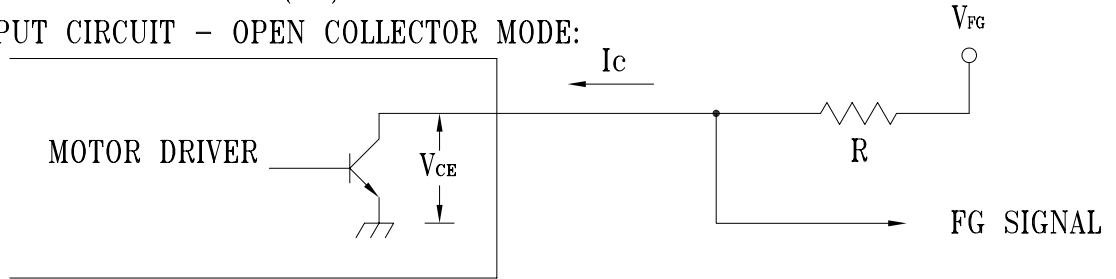 PUT CIRCUIT - OPEN COLLECTOR MODE:
VFG
Ic
MOTOR DRIVER
VCE
R
FG SIGNAL